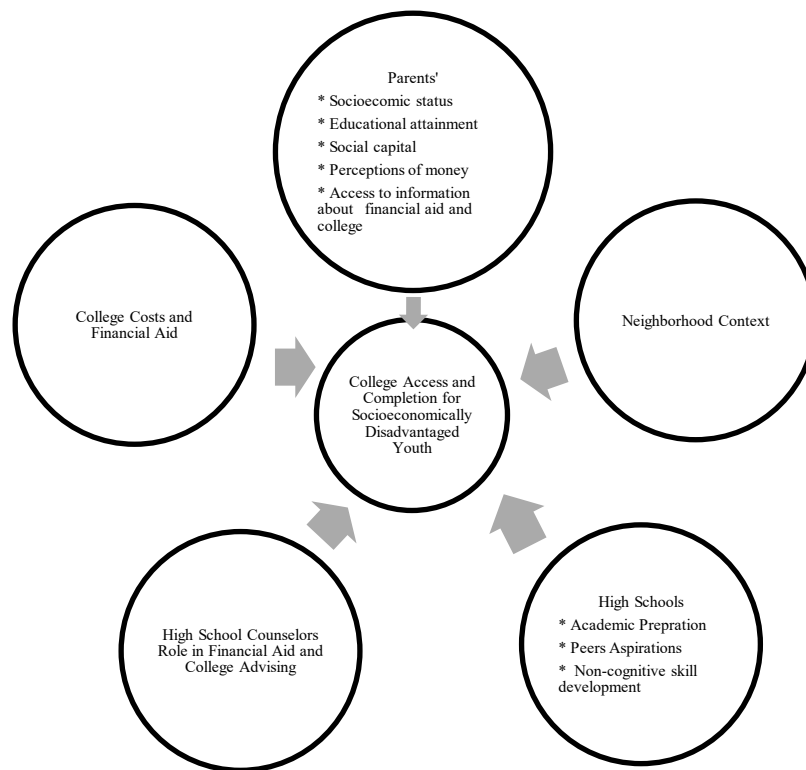 Parents'
* Socioecomic status
* Educational attainment
* Social capital
* Perceptions of money
* Access to information
about financial aid and
college
College Costs and
Financial Aid
Neighborhood Context
College Access and
Completion for
Socioeconomically
Disadvantaged
Youth
High School Counselors
Role in Financial Aid and
College Advising
High Schools
* Academic Prepration
* Peers Aspirations
* Non-cognitive skill
development